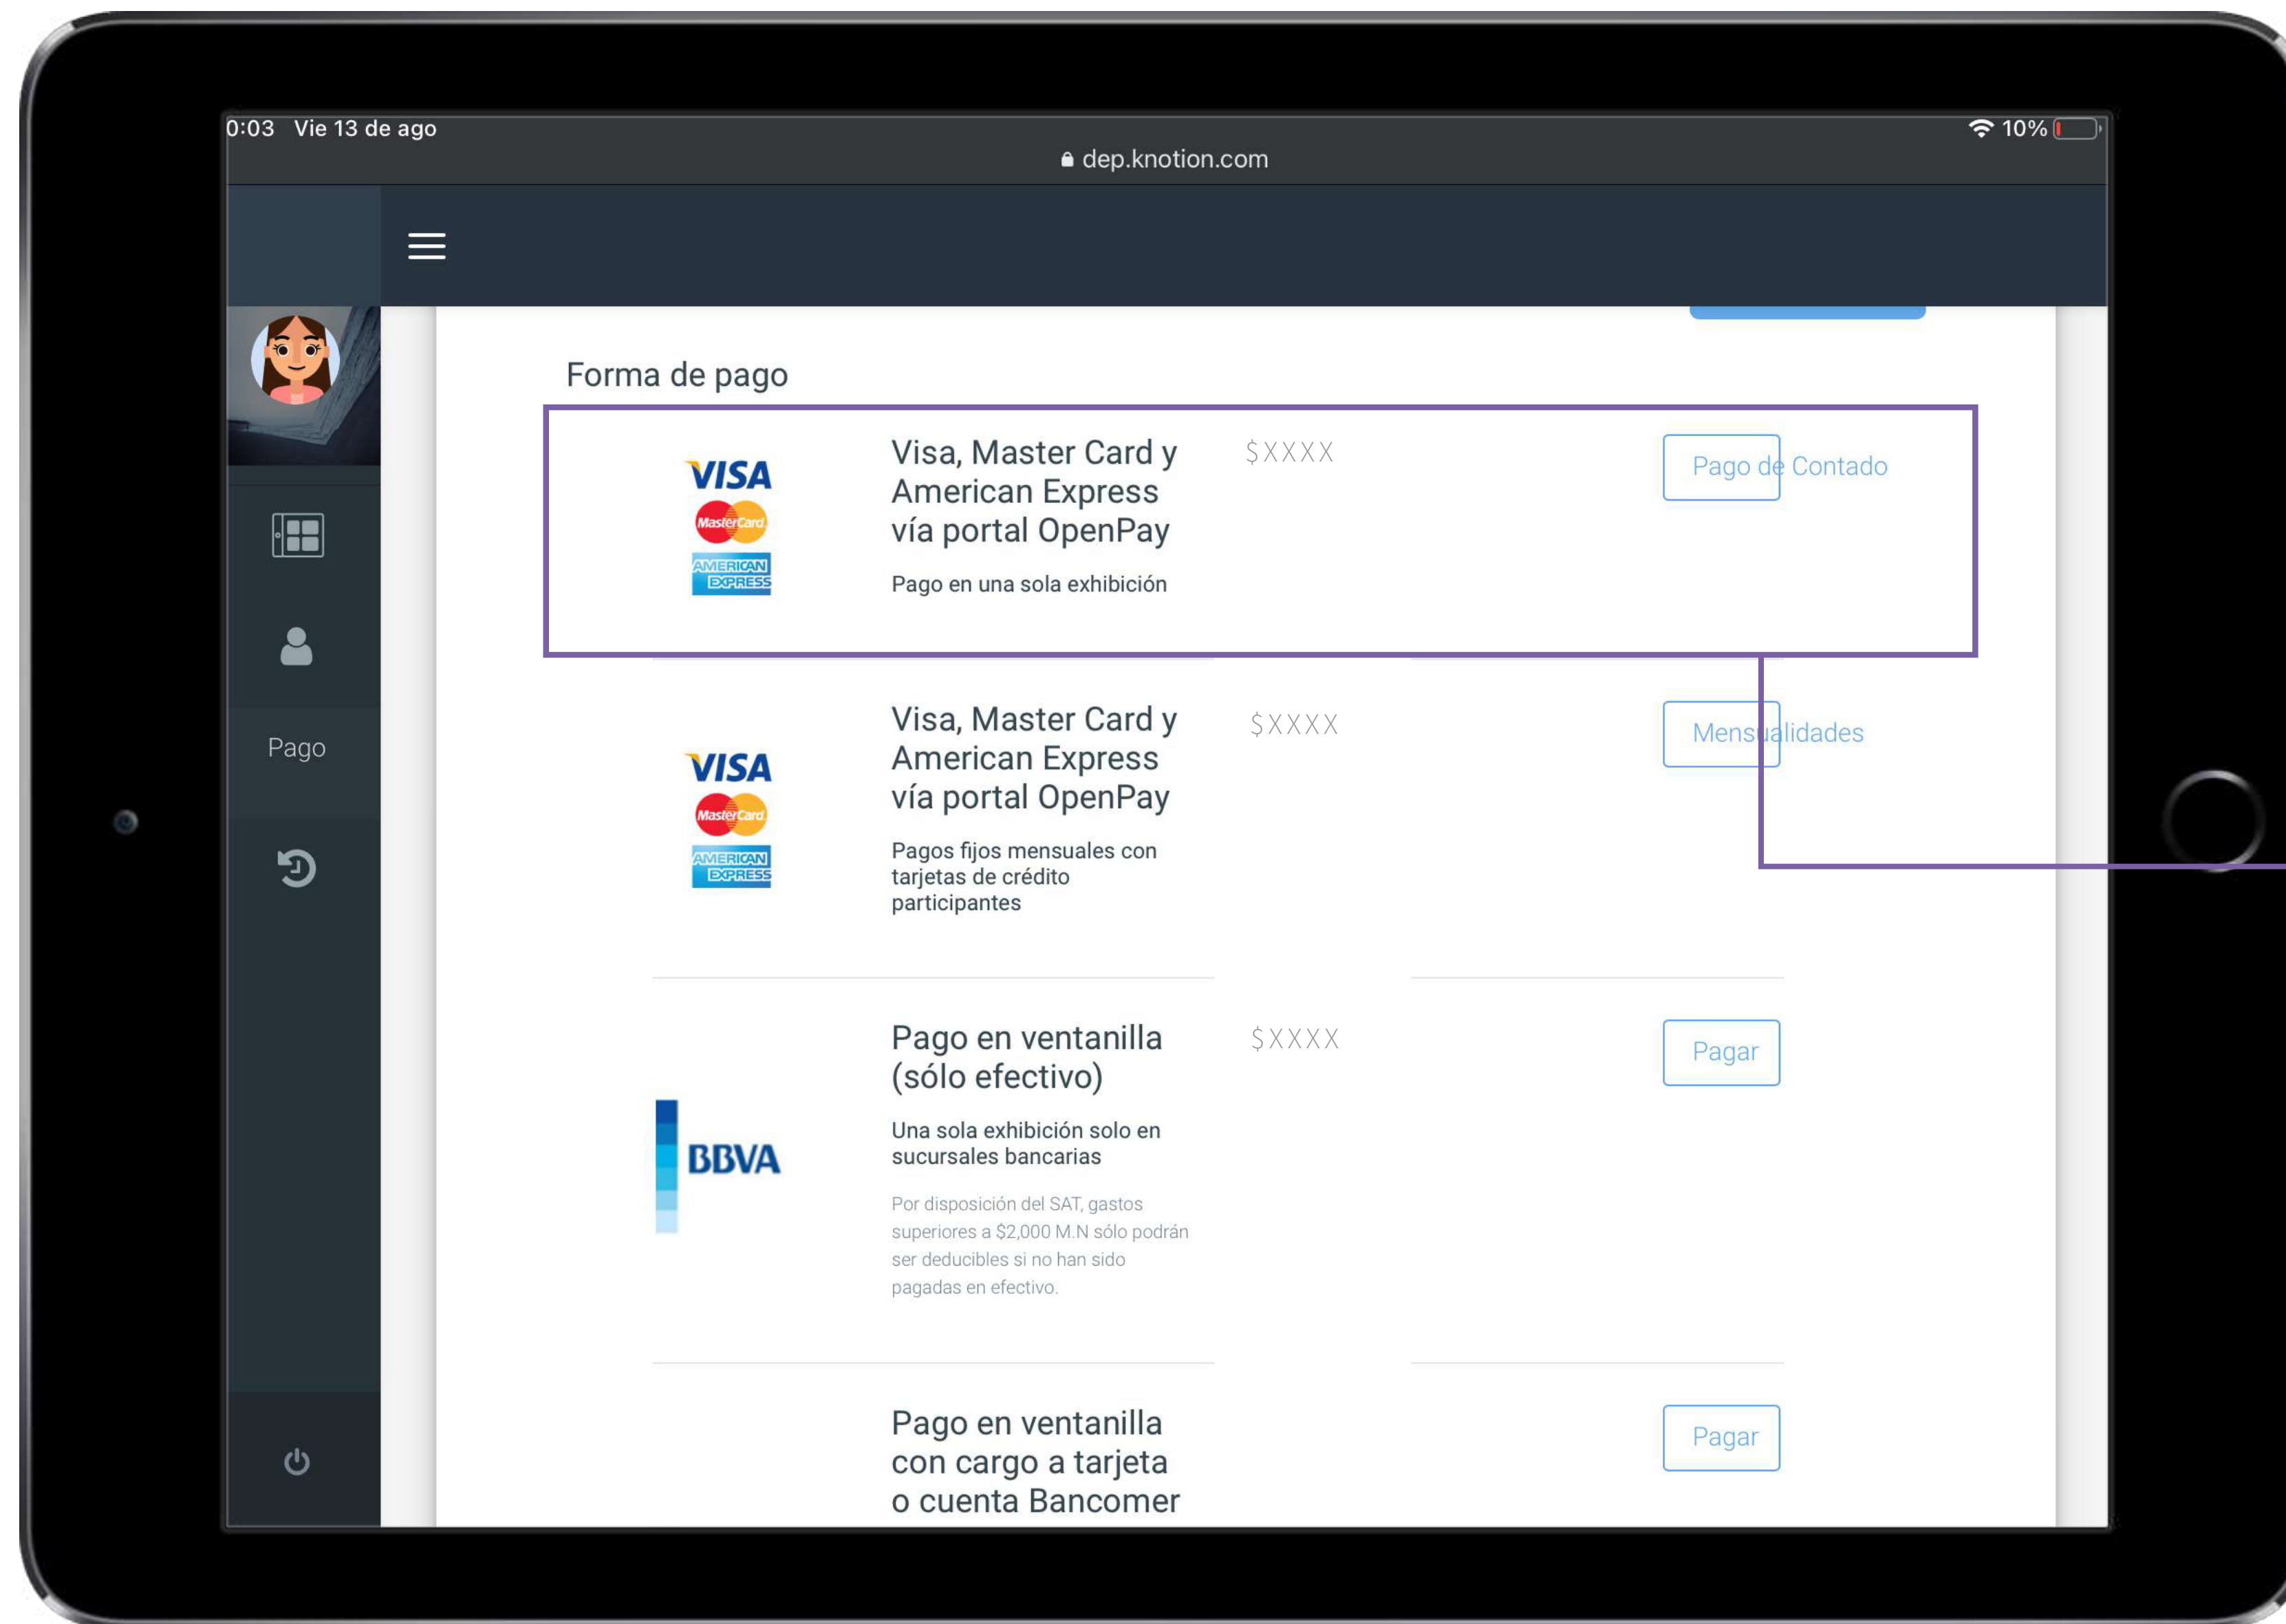 0:03 Vie 13 de ago
10%
dep.knotion.com
Forma de pago
VISA
MasterCard
AMERICAN
EXPRESS
Visa, Master Card y
American Express
vía portal OpenPay
Pago en una sola exhibición
$XXXX
Pago de Contado
Pago
VISA
MasterCard
AMERICAN
EXPRESS
Visa, Master Card y
American Express
vía portal OpenPay
Pagos fijos mensuales con
tarjetas de crédito
participantes
$XXXX
Mensualidades
BBVA
Pago en ventanilla
(sólo efectivo)
Una sola exhibición solo en
sucursales bancarias
Por disposición del SAT, gastos
superiores a $2,000 M.N sólo podrán
ser deducibles si no han sido
pagadas en efectivo.
$XXXX
Pagar
Pago en ventanilla
con cargo a tarjeta
o cuenta Bancomer
Pagar